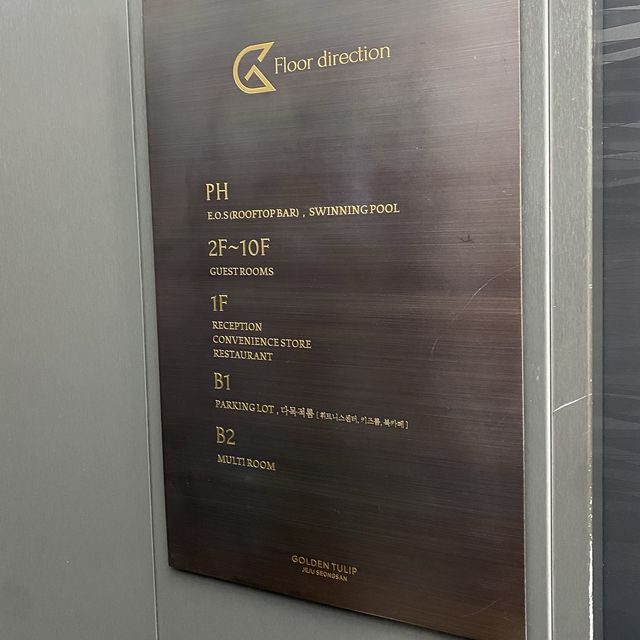 Floor direction
PH
E.O.S (ROOFTOP BAR) , SWINNING POOL
2F~10F
GUEST ROOMS
1F
RECEPTION
CONVENIENCE STORE
RESTAURANT
B1
PARKING LOT , 다목적룸 [휘트니스센터, 키즈룸, 북카페]
B2
MULTI ROOM
GOLDEN TULIP
JEJU SEONGSAN